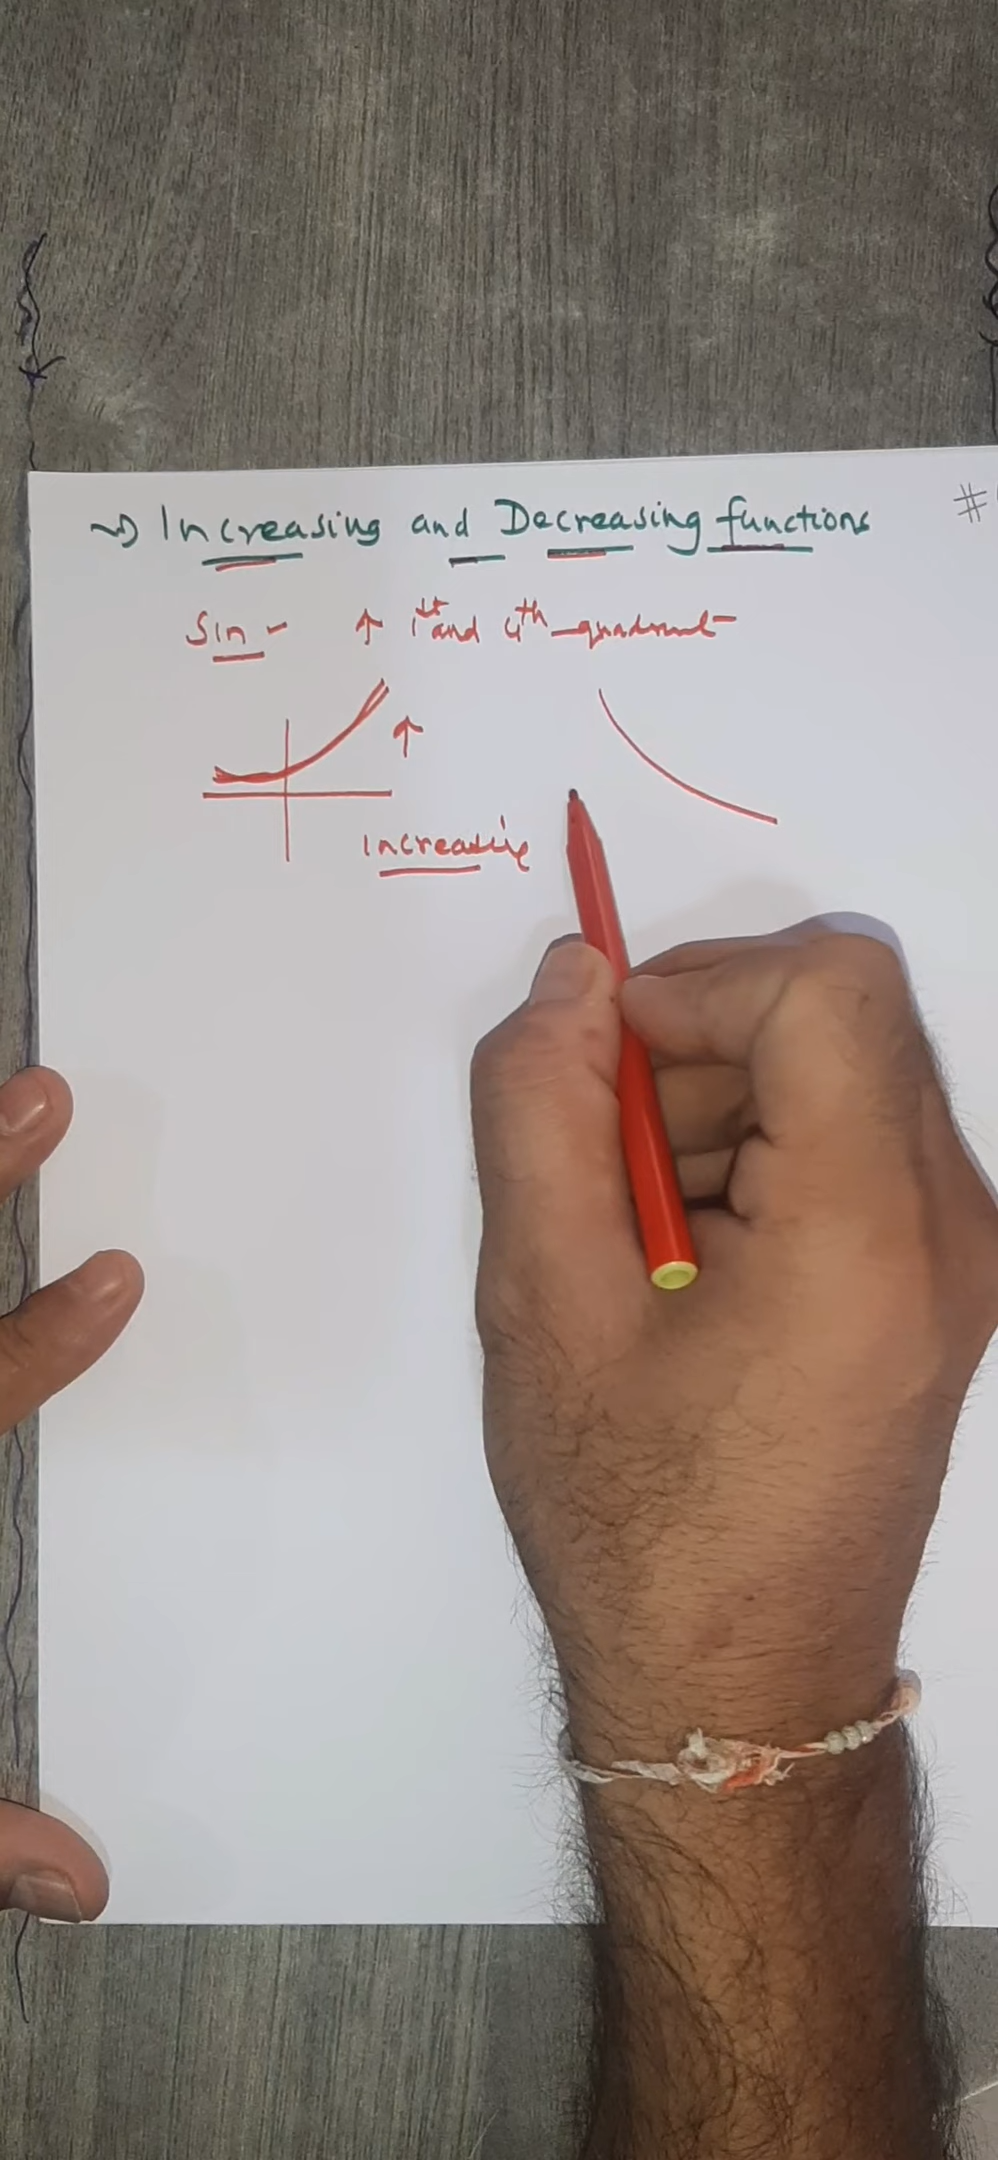 ~> Increasing and Decreasing functions
#
Sin ✓ ↑ 1st and 4th quadrant
↑
Increasing